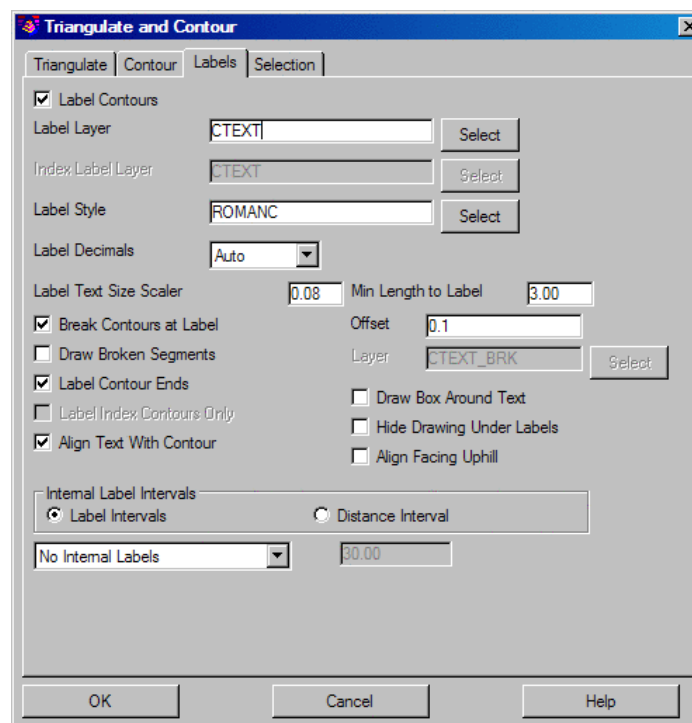 Triangulate and Contour
Triangulate Contour Labels Selection
Label Contours
Label Layer CTEXT Select
Index Label Layer CTEXT Select
Label Style ROMANC Select
Label Decimals Auto
Label Text Size Scaler 0.08 Min Length to Label 3.00
Break Contours at Label Offset 0.1
Draw Broken Segments Layer CTEXT_BRK Select
Label Contour Ends
Draw Box Around Text
Label Index Contours Only
Hide Drawing Under Labels
Align Text With Contour
Align Facing Uphill
Internal Label Intervals
Label Intervals Distance Interval
No Internal Labels 30.00
OK Cancel Help